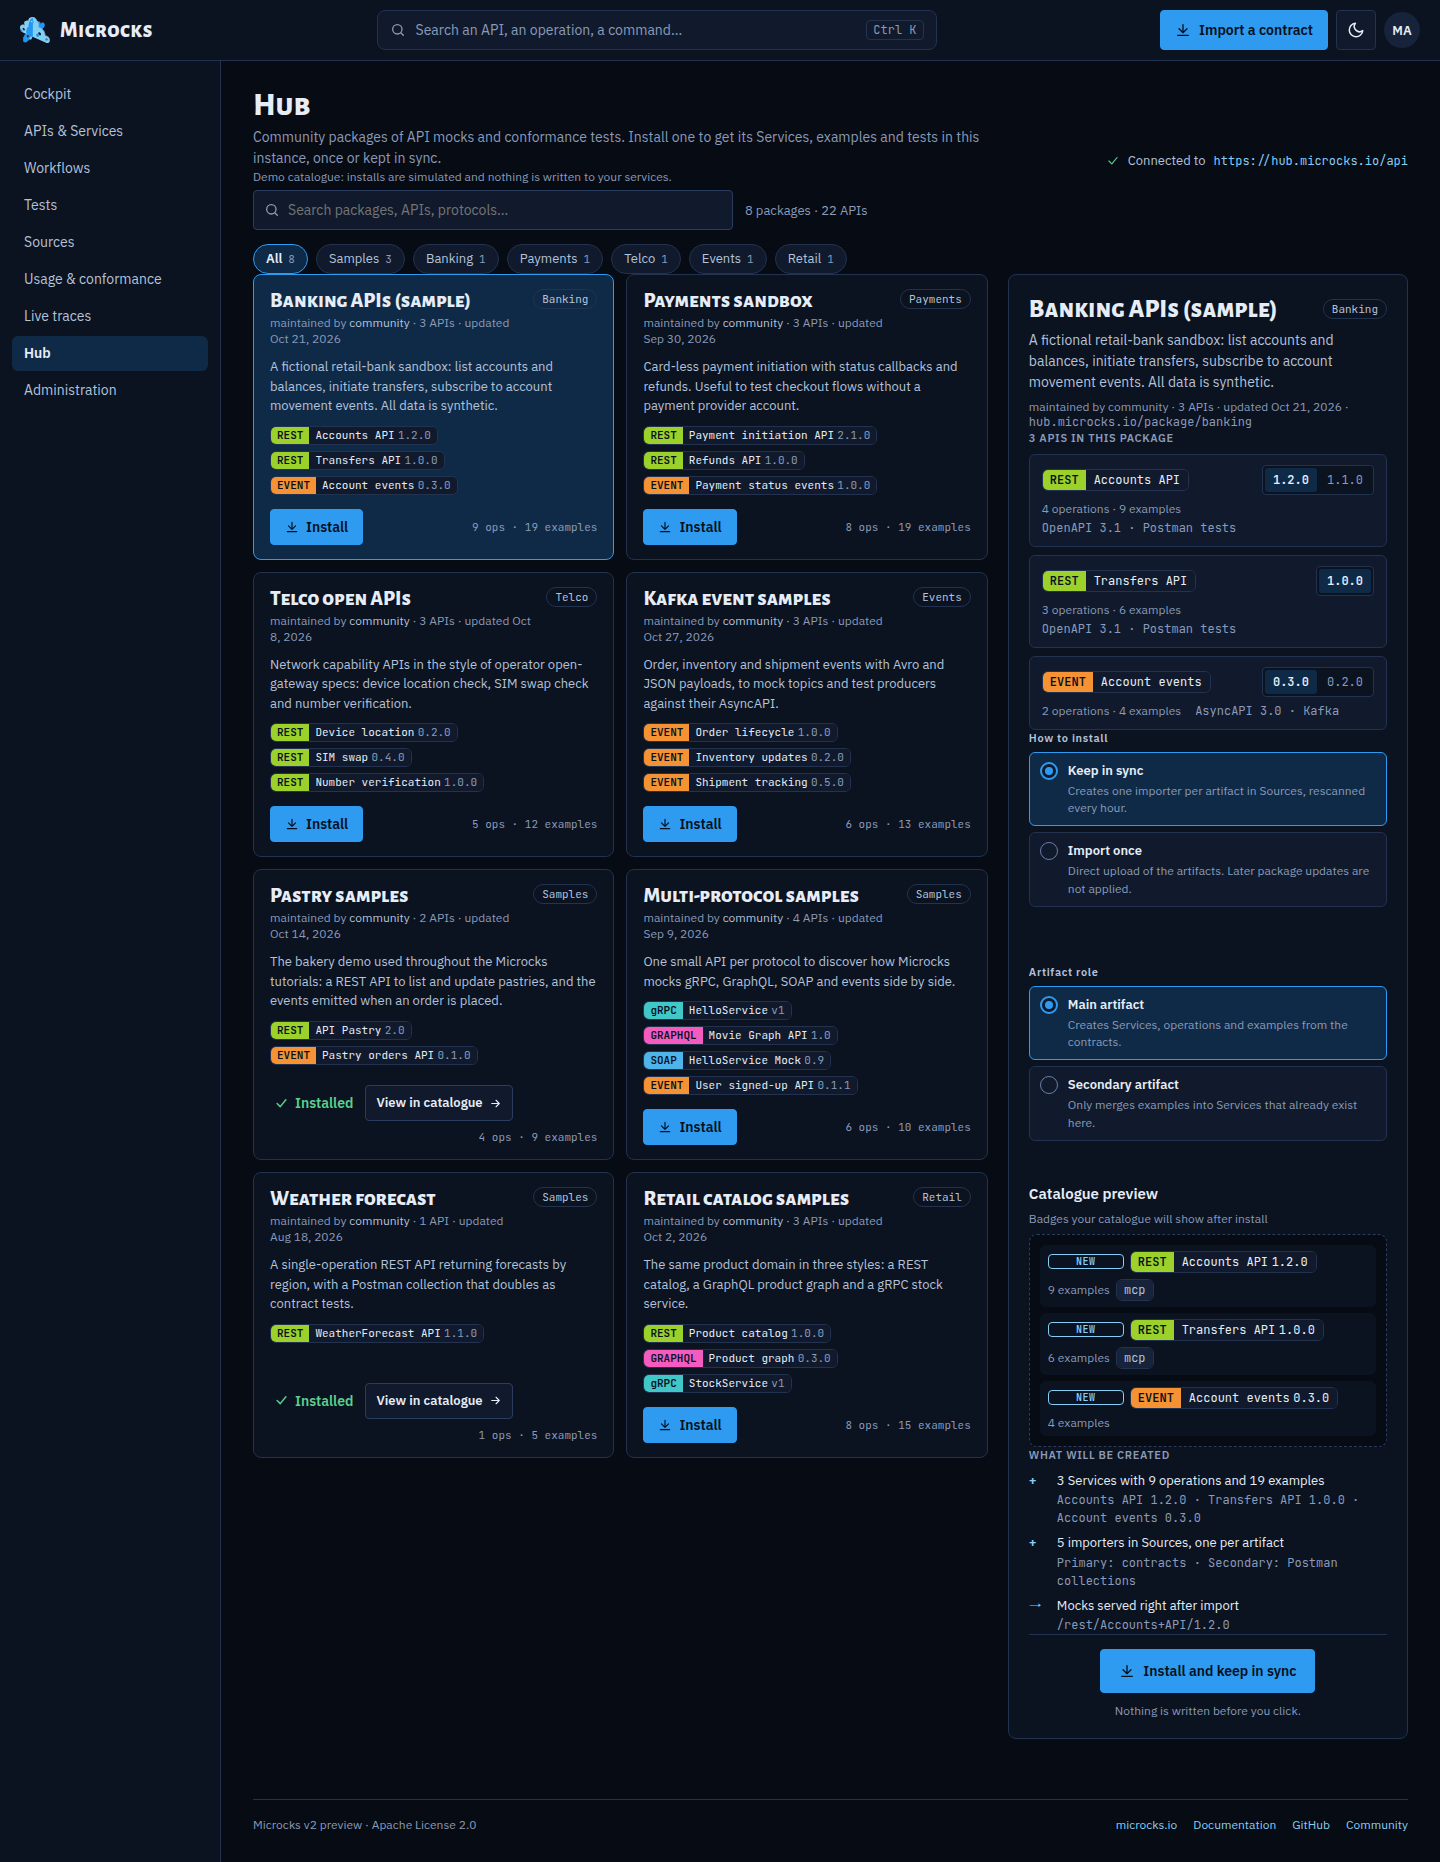 Microcks
Search an API, an operation, a command...
Ctrl K
Import a contract
MA
Cockpit
APIs & Services
Workflows
Tests
Sources
Usage & conformance
Live traces
Hub
Administration
Hub
Community packages of API mocks and conformance tests. Install one to get its Services, examples and tests in this
instance, once or kept in sync.
Demo catalogue: installs are simulated and nothing is written to your services.
✓ Connected to https://hub.microcks.io/api
Search packages, APIs, protocols...
8 packages · 22 APIs
All 8
Samples 3
Banking 1
Payments 1
Telco 1
Events 1
Retail 1
Banking APIs (sample)
Banking
maintained by community · 3 APIs · updated
Oct 21, 2026
A fictional retail-bank sandbox: list accounts and
balances, initiate transfers, subscribe to account
movement events. All data is synthetic.
REST Accounts API 1.2.0
REST Transfers API 1.0.0
EVENT Account events 0.3.0
Install
9 ops · 19 examples
Payments sandbox
Payments
maintained by community · 3 APIs · updated
Sep 30, 2026
Card-less payment initiation with status callbacks and
refunds. Useful to test checkout flows without a
payment provider account.
REST Payment initiation API 2.1.0
REST Refunds API 1.0.0
EVENT Payment status events 1.0.0
Install
8 ops · 19 examples
Telco open APIs
Telco
maintained by community · 3 APIs · updated Oct
8, 2026
Network capability APIs in the style of operator open-
gateway specs: device location check, SIM swap check
and number verification.
REST Device location 0.2.0
REST SIM swap 0.4.0
REST Number verification 1.0.0
Install
5 ops · 12 examples
Kafka event samples
Events
maintained by community · 3 APIs · updated
Oct 27, 2026
Order, inventory and shipment events with Avro and
JSON payloads, to mock topics and test producers
against their AsyncAPI.
EVENT Order lifecycle 1.0.0
EVENT Inventory updates 0.2.0
EVENT Shipment tracking 0.5.0
Install
6 ops · 13 examples
Pastry samples
Samples
maintained by community · 2 APIs · updated
Oct 14, 2026
The bakery demo used throughout the Microcks
tutorials: a REST API to list and update pastries, and the
events emitted when an order is placed.
REST API Pastry 2.0
EVENT Pastry orders API 0.1.0
✓ Installed
View in catalogue →
4 ops · 9 examples
Multi-protocol samples
Samples
maintained by community · 4 APIs · updated
Sep 9, 2026
One small API per protocol to discover how Microcks
mocks gRPC, GraphQL, SOAP and events side by side.
gRPC HelloService v1
GRAPHQL Movie Graph API 1.0
SOAP HelloService Mock 0.9
EVENT User signed-up API 0.1.1
Install
6 ops · 10 examples
Weather forecast
Samples
maintained by community · 1 API · updated
Aug 18, 2026
A single-operation REST API returning forecasts by
region, with a Postman collection that doubles as
contract tests.
REST WeatherForecast API 1.1.0
✓ Installed
View in catalogue →
1 ops · 5 examples
Retail catalog samples
Retail
maintained by community · 3 APIs · updated
Oct 2, 2026
The same product domain in three styles: a REST
catalog, a GraphQL product graph and a gRPC stock
service.
REST Product catalog 1.0.0
GRAPHQL Product graph 0.3.0
gRPC StockService v1
Install
8 ops · 15 examples
Banking APIs (sample)
Banking
A fictional retail-bank sandbox: list accounts and
balances, initiate transfers, subscribe to account
movement events. All data is synthetic.
maintained by community · 3 APIs · updated Oct 21, 2026 ·
hub.microcks.io/package/banking
3 APIS IN THIS PACKAGE
REST Accounts API
1.2.0 1.1.0
4 operations · 9 examples
OpenAPI 3.1 · Postman tests
REST Transfers API
1.0.0
3 operations · 6 examples
OpenAPI 3.1 · Postman tests
EVENT Account events
0.3.0 0.2.0
2 operations · 4 examples AsyncAPI 3.0 · Kafka
How to install
Keep in sync
Creates one importer per artifact in Sources, rescanned
every hour.
Import once
Direct upload of the artifacts. Later package updates are
not applied.
Artifact role
Main artifact
Creates Services, operations and examples from the
contracts.
Secondary artifact
Only merges examples into Services that already exist
here.
Catalogue preview
Badges your catalogue will show after install
NEW REST Accounts API 1.2.0
9 examples mcp
NEW REST Transfers API 1.0.0
6 examples mcp
NEW EVENT Account events 0.3.0
4 examples
WHAT WILL BE CREATED
+ 3 Services with 9 operations and 19 examples
Accounts API 1.2.0 · Transfers API 1.0.0 ·
Account events 0.3.0
+ 5 importers in Sources, one per artifact
Primary: contracts · Secondary: Postman
collections
→ Mocks served right after import
/rest/Accounts+API/1.2.0
Install and keep in sync
Nothing is written before you click.
Microcks v2 preview · Apache License 2.0
microcks.io
Documentation
GitHub
Community